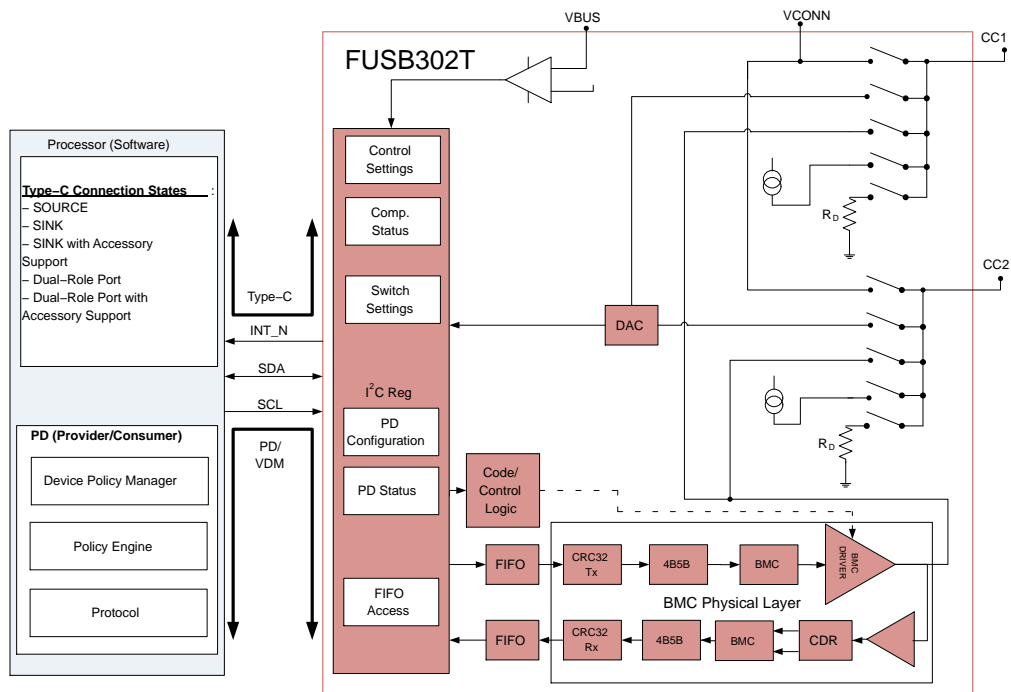 VBUS
VCONN
CC1
FUSB302T
Processor (Software)
Type−C Connection States :
− SOURCE
− SINK
− SINK with Accessory
Support
− Dual−Role Port
− Dual−Role Port with
Accessory Support
Control
Settings
Comp.
Status
Switch
Settings
Type−C
INT_N
SDA
SCL
I2C Reg
PD
Configuration
PD Status
FIFO
Access
PD/
VDM
PD (Provider/Consumer)
Device Policy Manager
Policy Engine
Protocol
RD
CC2
DAC
RD
Code/
Control
Logic
FIFO
CRC32
Tx
4B5B
BMC
BMC
DRIVER
BMC Physical Layer
FIFO
CRC32
Rx
4B5B
BMC
CDR